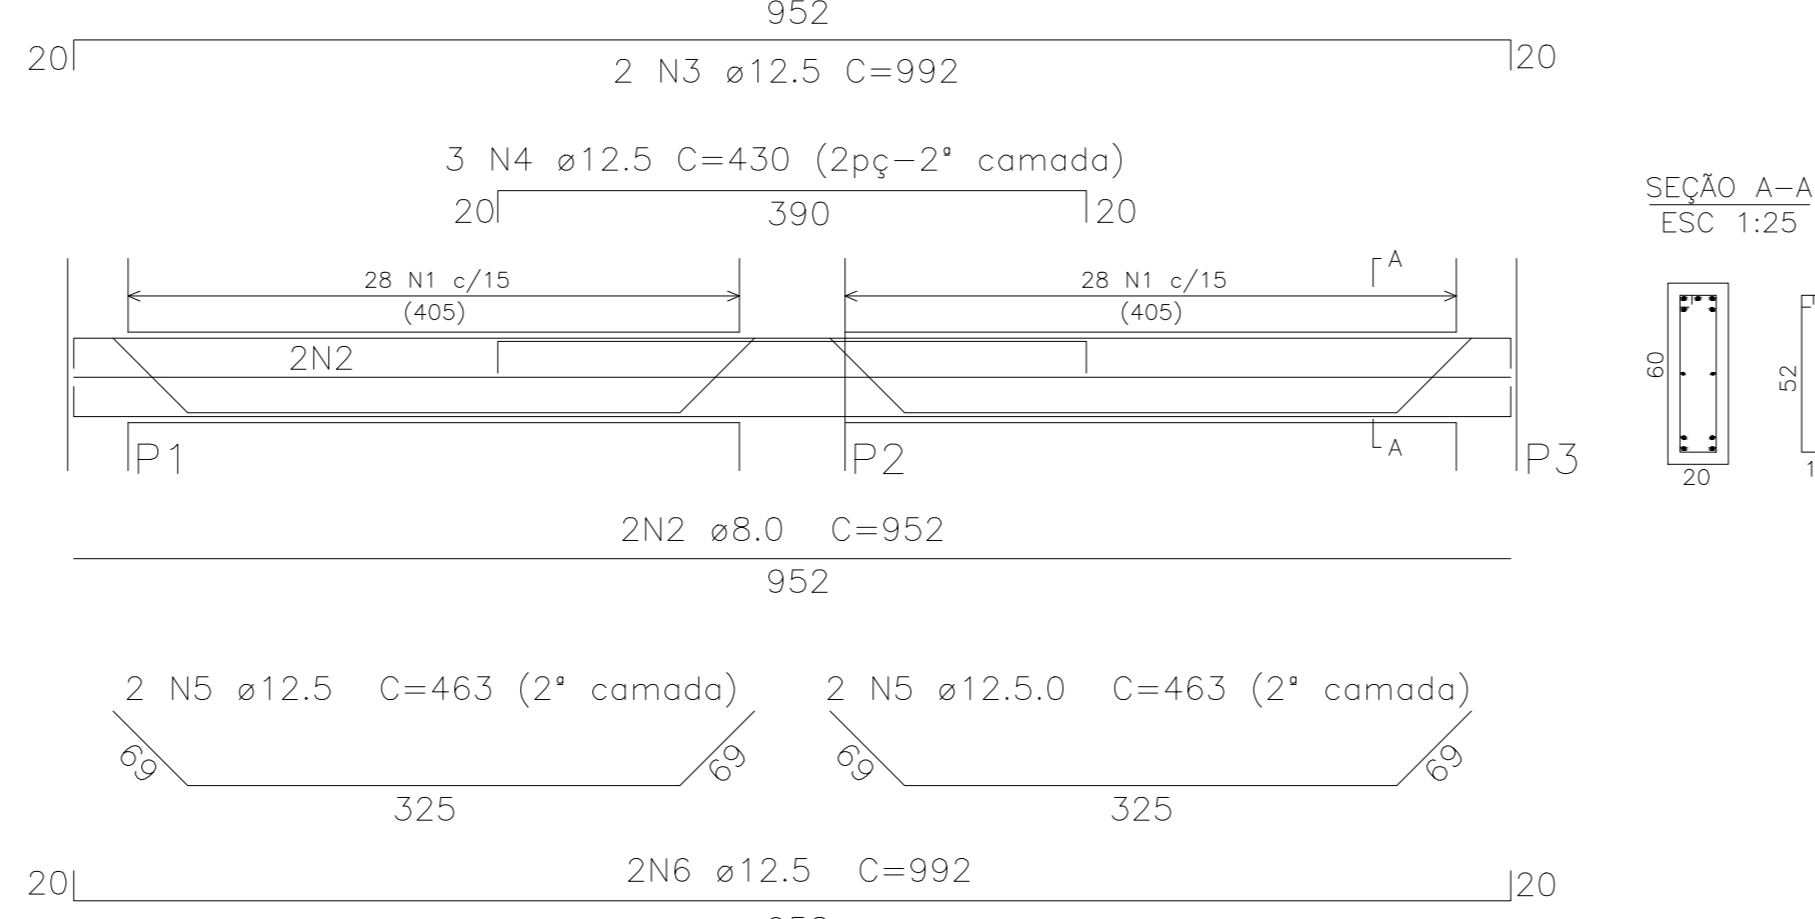 952
20
20
2 N3 ø12.5 C=992
3 N4 ø12.5 C=430 (2pç-2ª camada)
20
390
20
SEÇÃO A-A
ESC 1:25
28 N1 c/15
(405)
28 N1 c/15
(405)
A
2N2
60
52
P1
P2
A
P3
20
2N2 ø8.0 C=952
952
2 N5 ø12.5 C=463 (2ª camada)
2 N5 ø12.5.0 C=463 (2ª camada)
69
69
69
69
325
325
2N6 ø12.5 C=992
20
20